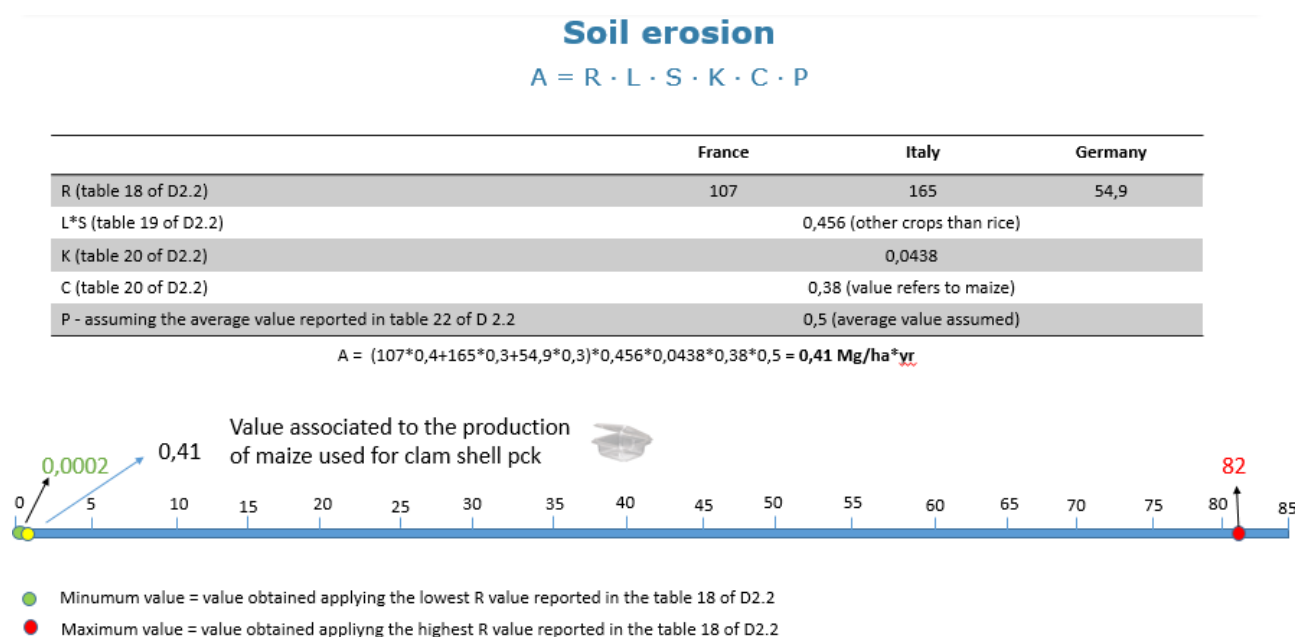 Soil erosion
A = R · L · S · K · C · P
France Italy Germany
R (table 18 of D2.2) 107 165 54,9
L*S (table 19 of D2.2) 0,456 (other crops than rice)
K (table 20 of D2.2) 0,0438
C (table 20 of D2.2) 0,38 (value refers to maize)
P - assuming the average value reported in table 22 of D 2.2 0,5 (average value assumed)
A = (107*0,4+165*0,3+54,9*0,3)*0,456*0,0438*0,38*0,5 = 0,41 Mg/ha*yr
Value associated to the production
of maize used for clam shell pck
0,41
0,0002
82
0 5 10 15 20 25 30 35 40 45 50 55 60 65 70 75 80 85
Minumum value = value obtained applying the lowest R value reported in the table 18 of D2.2
Maximum value = value obtained appliyng the highest R value reported in the table 18 of D2.2